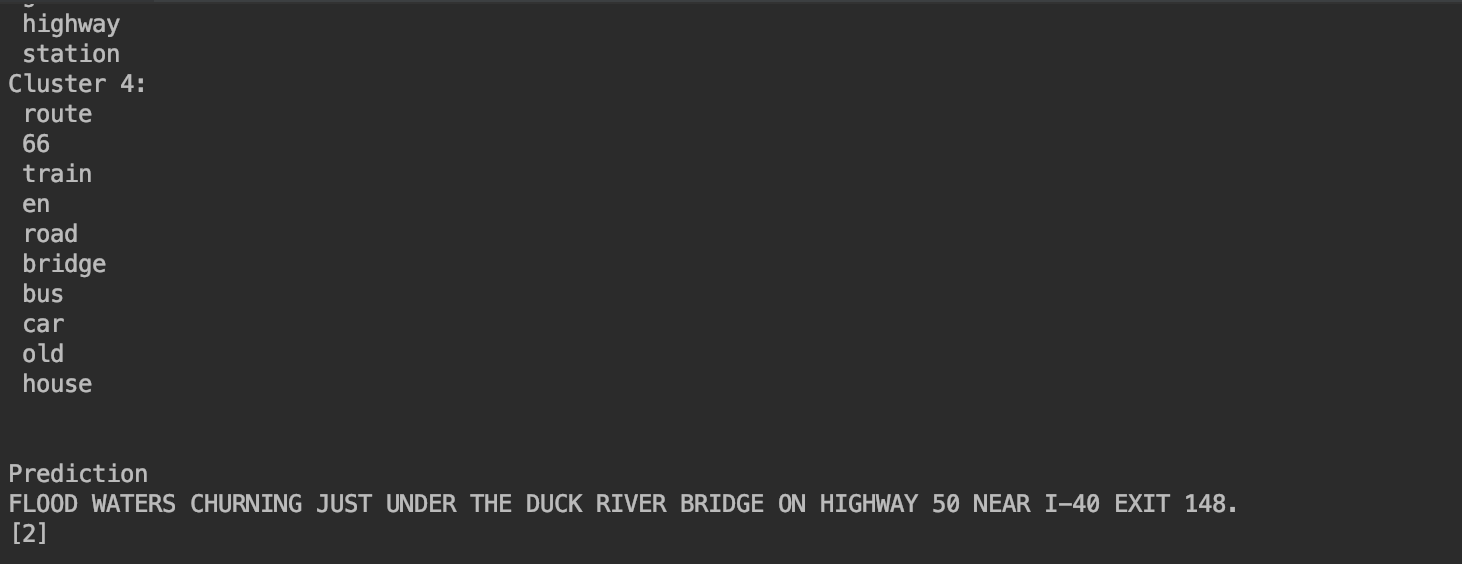 highway
station
Cluster 4:
route
66
train
en
road
bridge
bus
car
old
house
Prediction
FLOOD WATERS CHURNING JUST UNDER THE DUCK RIVER BRIDGE ON HIGHWAY 50 NEAR I-40 EXIT 148.
[2]